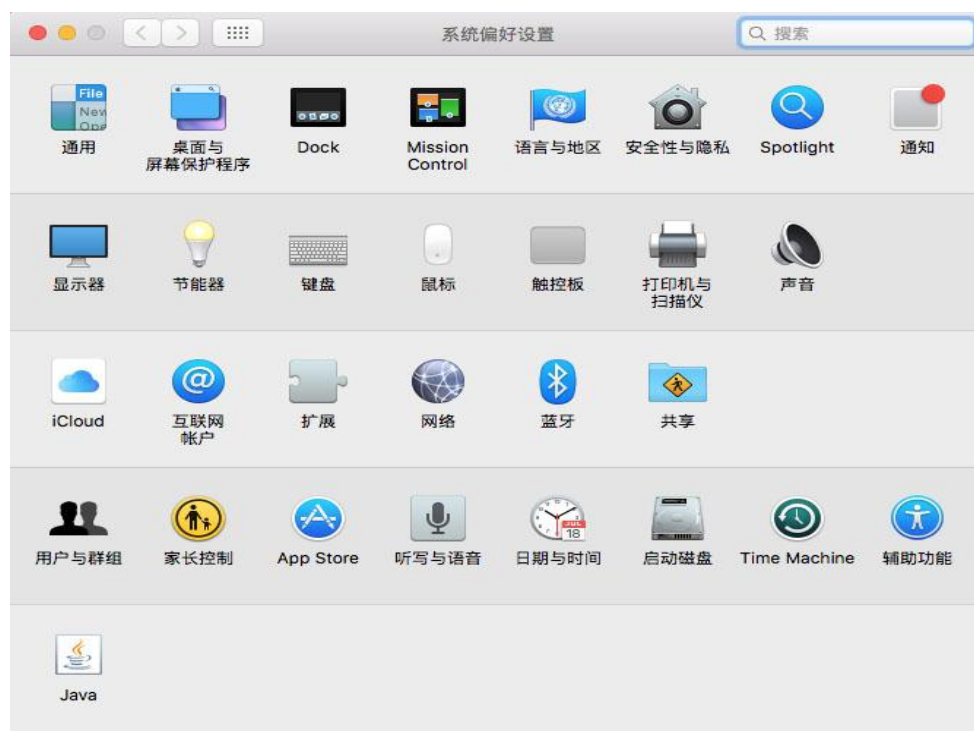 系统偏好设置
搜索
File
New
Ope
通用
桌面与
屏幕保护程序
Dock
Mission
Control
语言与地区
安全性与隐私
Spotlight
通知
显示器
节能器
键盘
鼠标
触控板
打印机与
扫描仪
声音
iCloud
@
互联网
帐户
扩展
网络
蓝牙
共享
用户与群组
家长控制
App Store
听写与语音
JUL
18
日期与时间
启动磁盘
Time Machine
辅助功能
Java